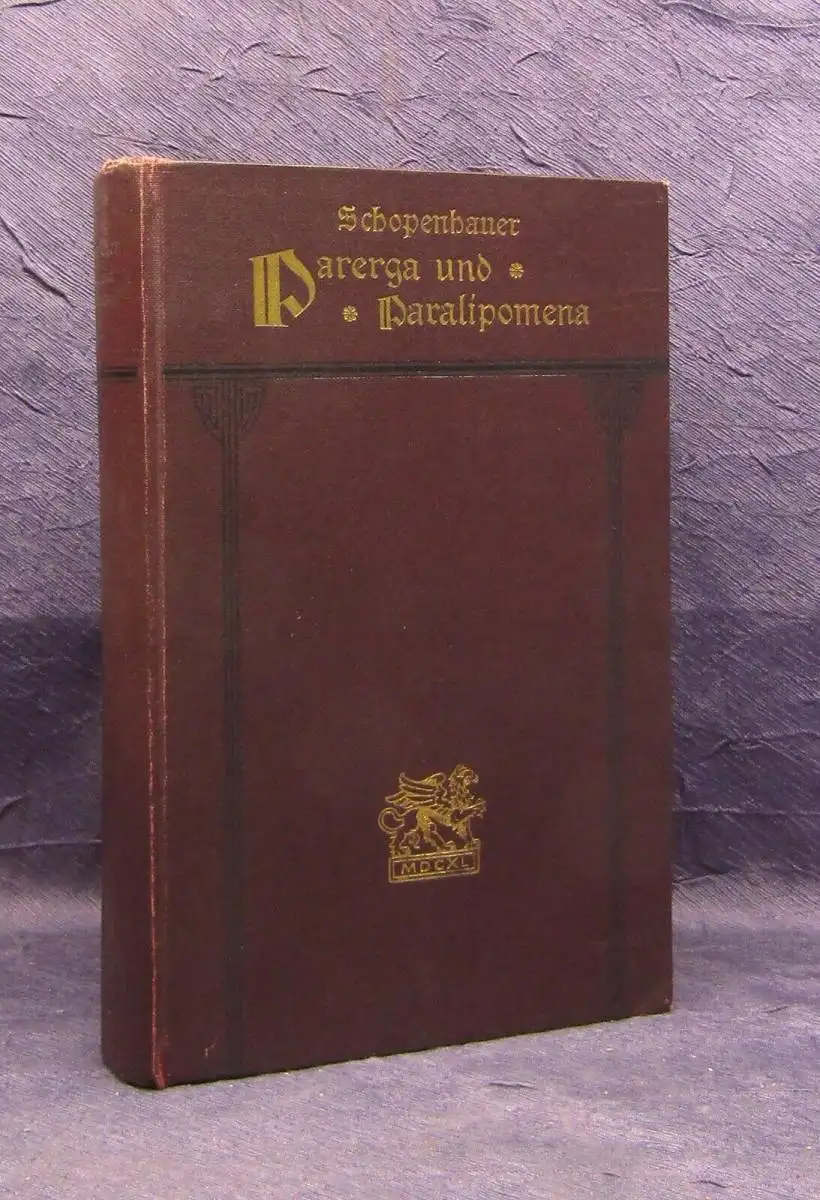 Schopenhauer
Parerga und
Paralipomena
MDCXL